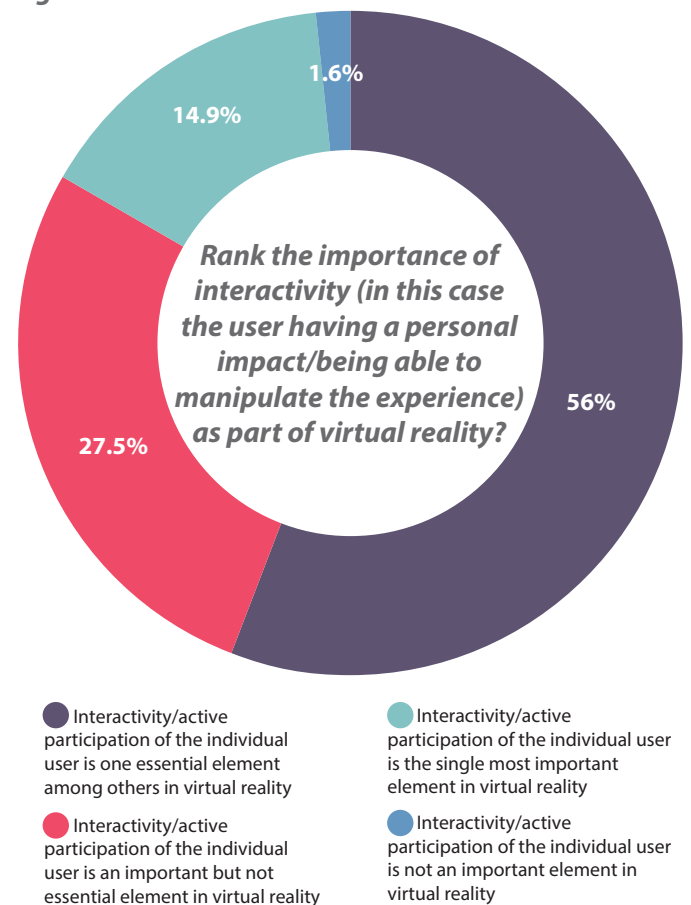 1.6%
14.9%
Rank the importance of
interactivity (in this case
the user having a personal
impact/being able to
manipulate the experience)
as part of virtual reality?
56%
27.5%
Interactivity/active
participation of the individual
user is one essential element
among others in virtual reality
Interactivity/active
participation of the individual
user is an important but not
essential element in virtual reality
Interactivity/active
participation of the individual user
is the single most important
element in virtual reality
Interactivity/active
participation of the individual user
is not an important element in
virtual reality